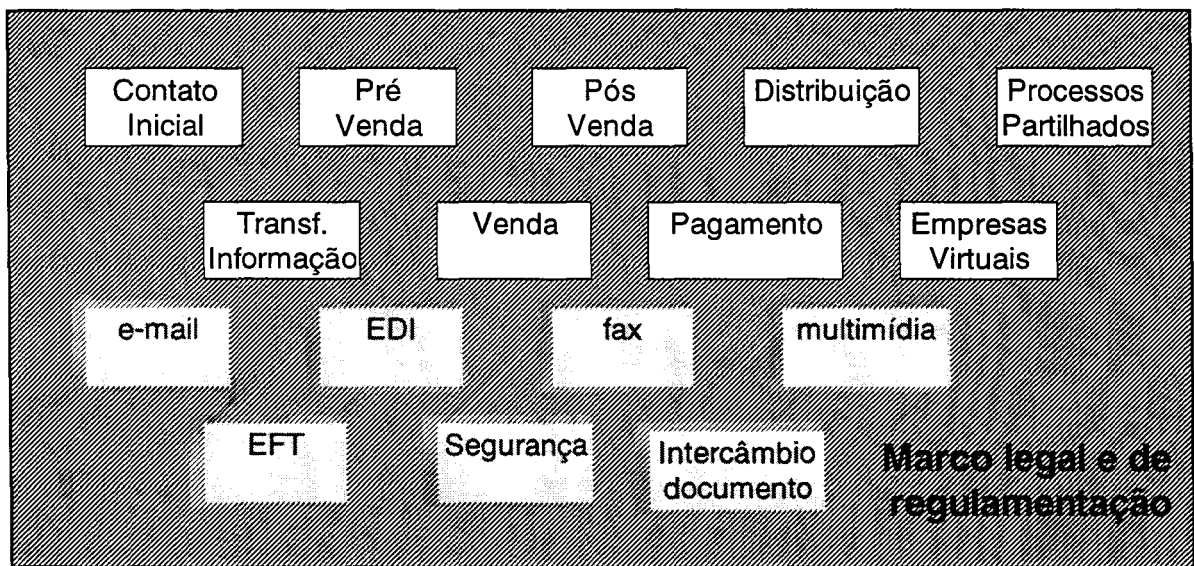 Contato
Inicial
Pré
Venda
Pós
Venda
Distribuição
Processos
Partilhados
Transf.
Informação
Venda
Pagamento
Empresas
Virtuais
e-mail
EDI
fax
multimídia
EFT
Segurança
Intercâmbio
documento
Marco legal e de
regulamentação